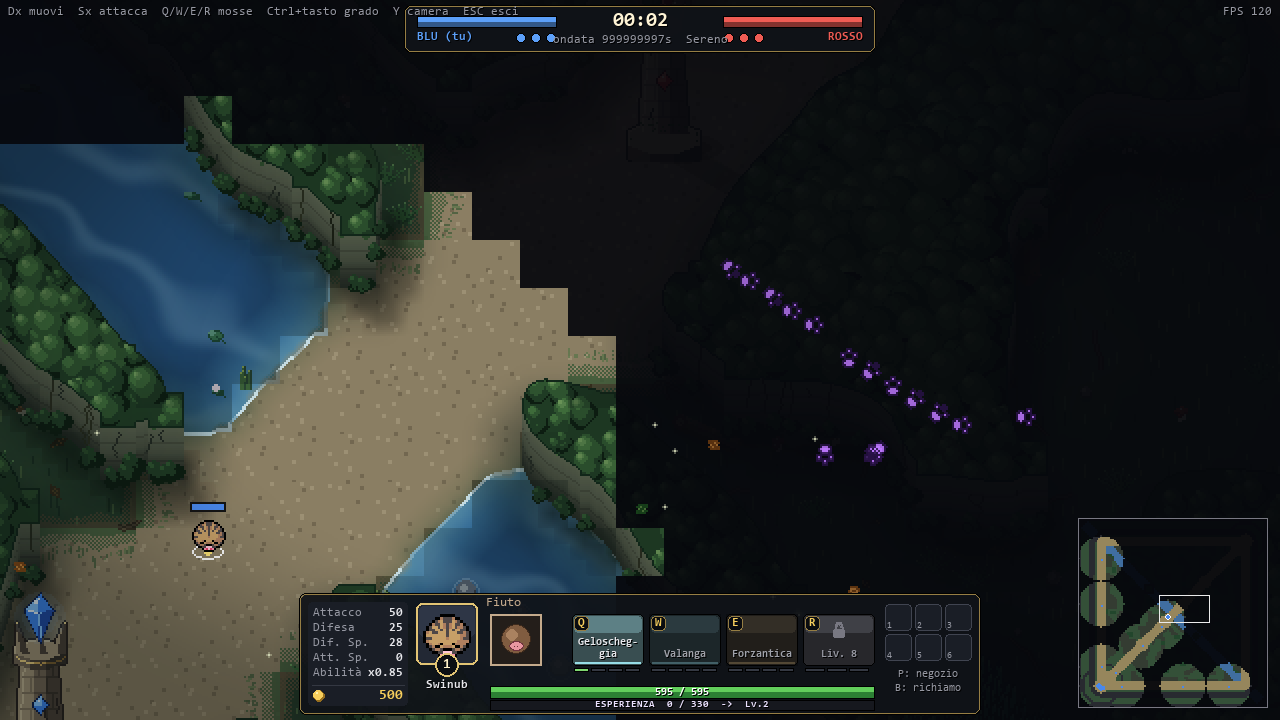 Dx muovi  Sx attacca  Q/W/E/R mosse  Ctrl+tasto grado  Y camera  ESC esci
FPS 120
00:02
BLU (tu)
ondata 999999997s  Sereno
ROSSO
Fiuto
Attacco 50
Difesa 25
Dif. Sp. 28
Att. Sp. 0
Abilità x0.85
500
1
Swinub
Q
Geloscheg-
gia
W
Valanga
E
Forzantica
R
Liv. 8
1 2 3
4 5 6
P: negozio
B: richiamo
595 / 595
ESPERIENZA  0 / 330  ->  Lv.2